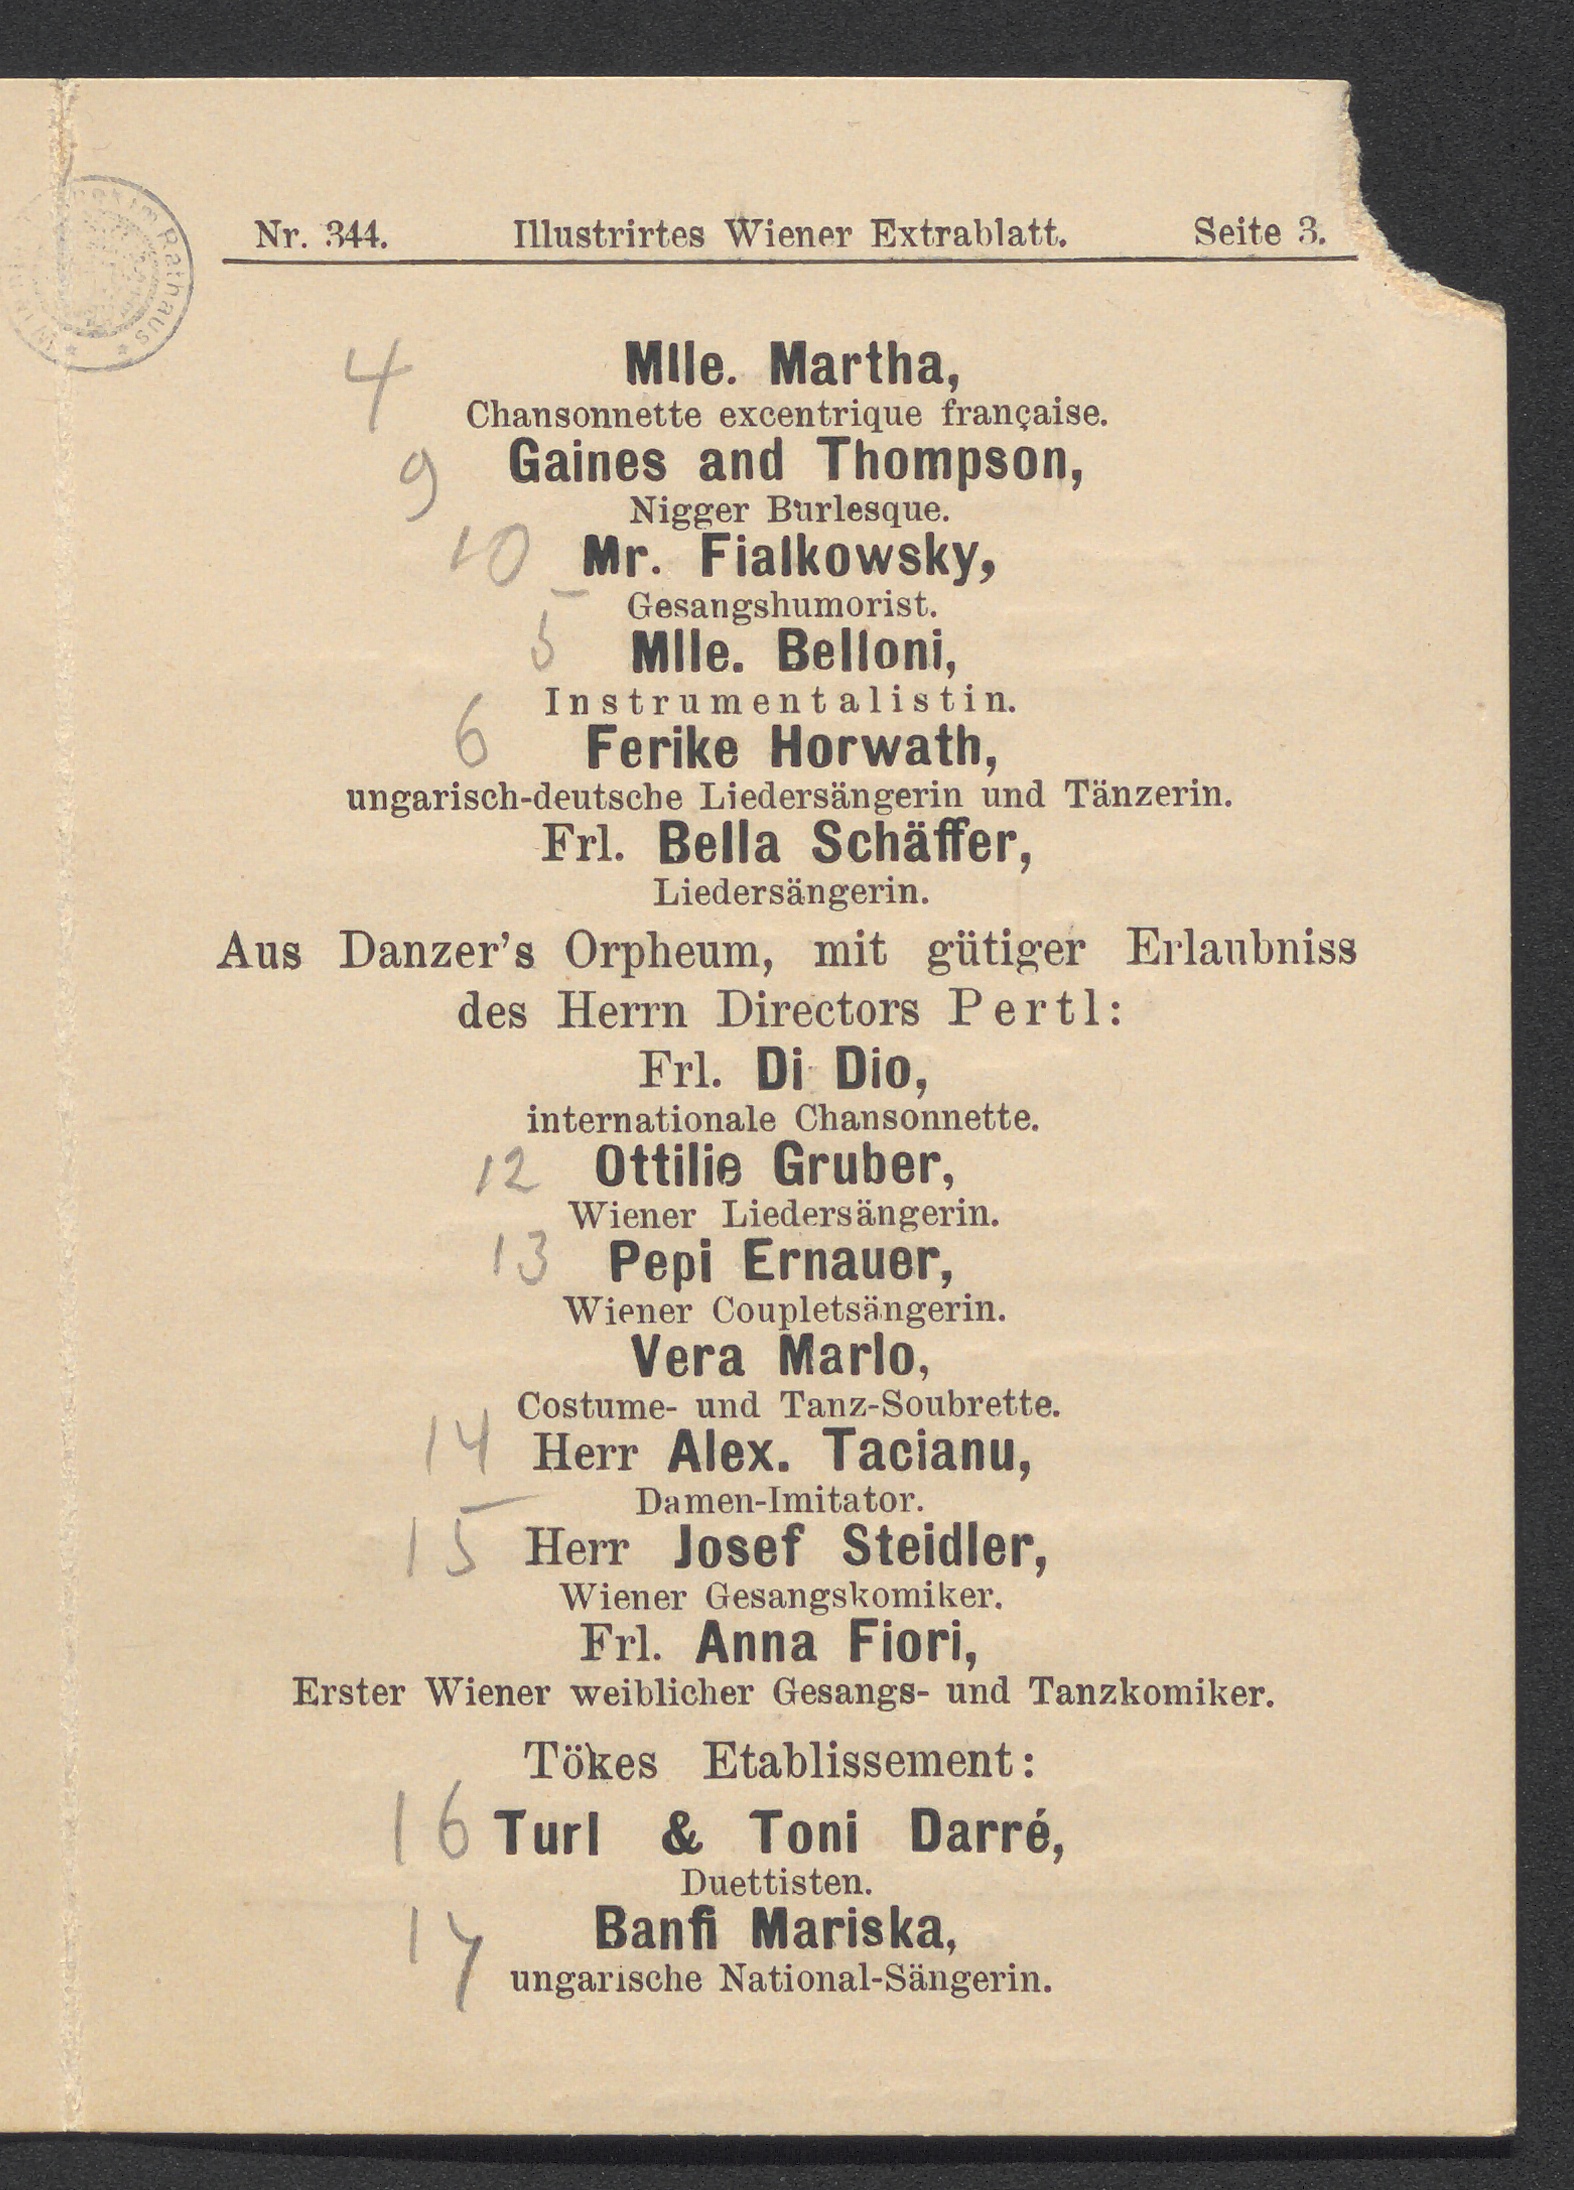 Nr. 344. Illustrirtes Wiener Extrablatt. Seite 3.
Rathaus
4 Mlle. Martha,
Chansonnette excentrique française.
9 Gaines and Thompson,
Nigger Burlesque.
10 Mr. Fialkowsky,
Gesangshumorist.
5 Mlle. Belloni,
Instrumentalistin.
6 Ferike Horwath,
ungarisch-deutsche Liedersängerin und Tänzerin.
Frl. Bella Schäffer,
Liedersängerin.
Aus Danzer's Orpheum, mit gütiger Erlaubniss
des Herrn Directors Pertl:
Frl. Di Dio,
internationale Chansonnette.
12 Ottilie Gruber,
Wiener Liedersängerin.
13 Pepi Ernauer,
Wiener Coupletsängerin.
Vera Marlo,
Costume- und Tanz-Soubrette.
14 Herr Alex. Tacianu,
Damen-Imitator.
15 Herr Josef Steidler,
Wiener Gesangskomiker.
Frl. Anna Fiori,
Erster Wiener weiblicher Gesangs- und Tanzkomiker.
Tökes Etablissement:
16 Turl & Toni Darré,
Duettisten.
17 Banfi Mariska,
ungarische National-Sängerin.